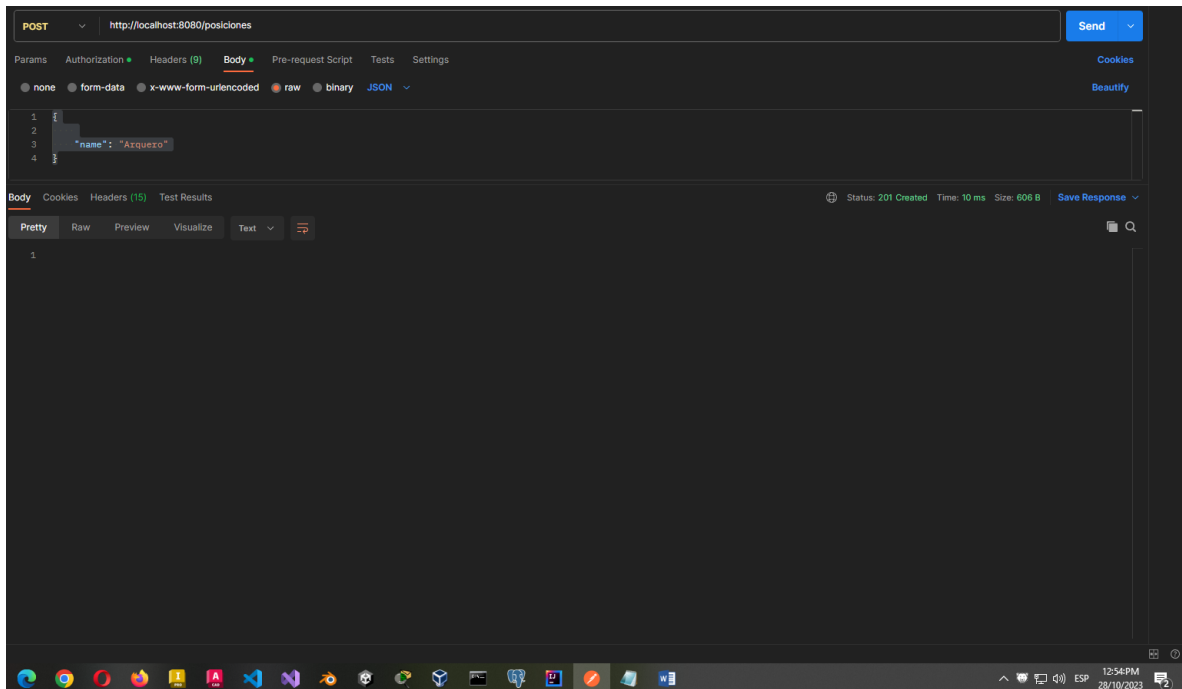 POST http://localhost:8080/posiciones Send
Params Authorization Headers (9) Body Pre-request Script Tests Settings Cookies
none form-data x-www-form-urlencoded raw binary JSON Beautify
1 {
2
3 "name": "Arquero"
4 }
Body Cookies Headers (15) Test Results Status: 201 Created Time: 10 ms Size: 606 B Save Response
Pretty Raw Preview Visualize Text
1
ESP 12:54:PM
28/10/2023